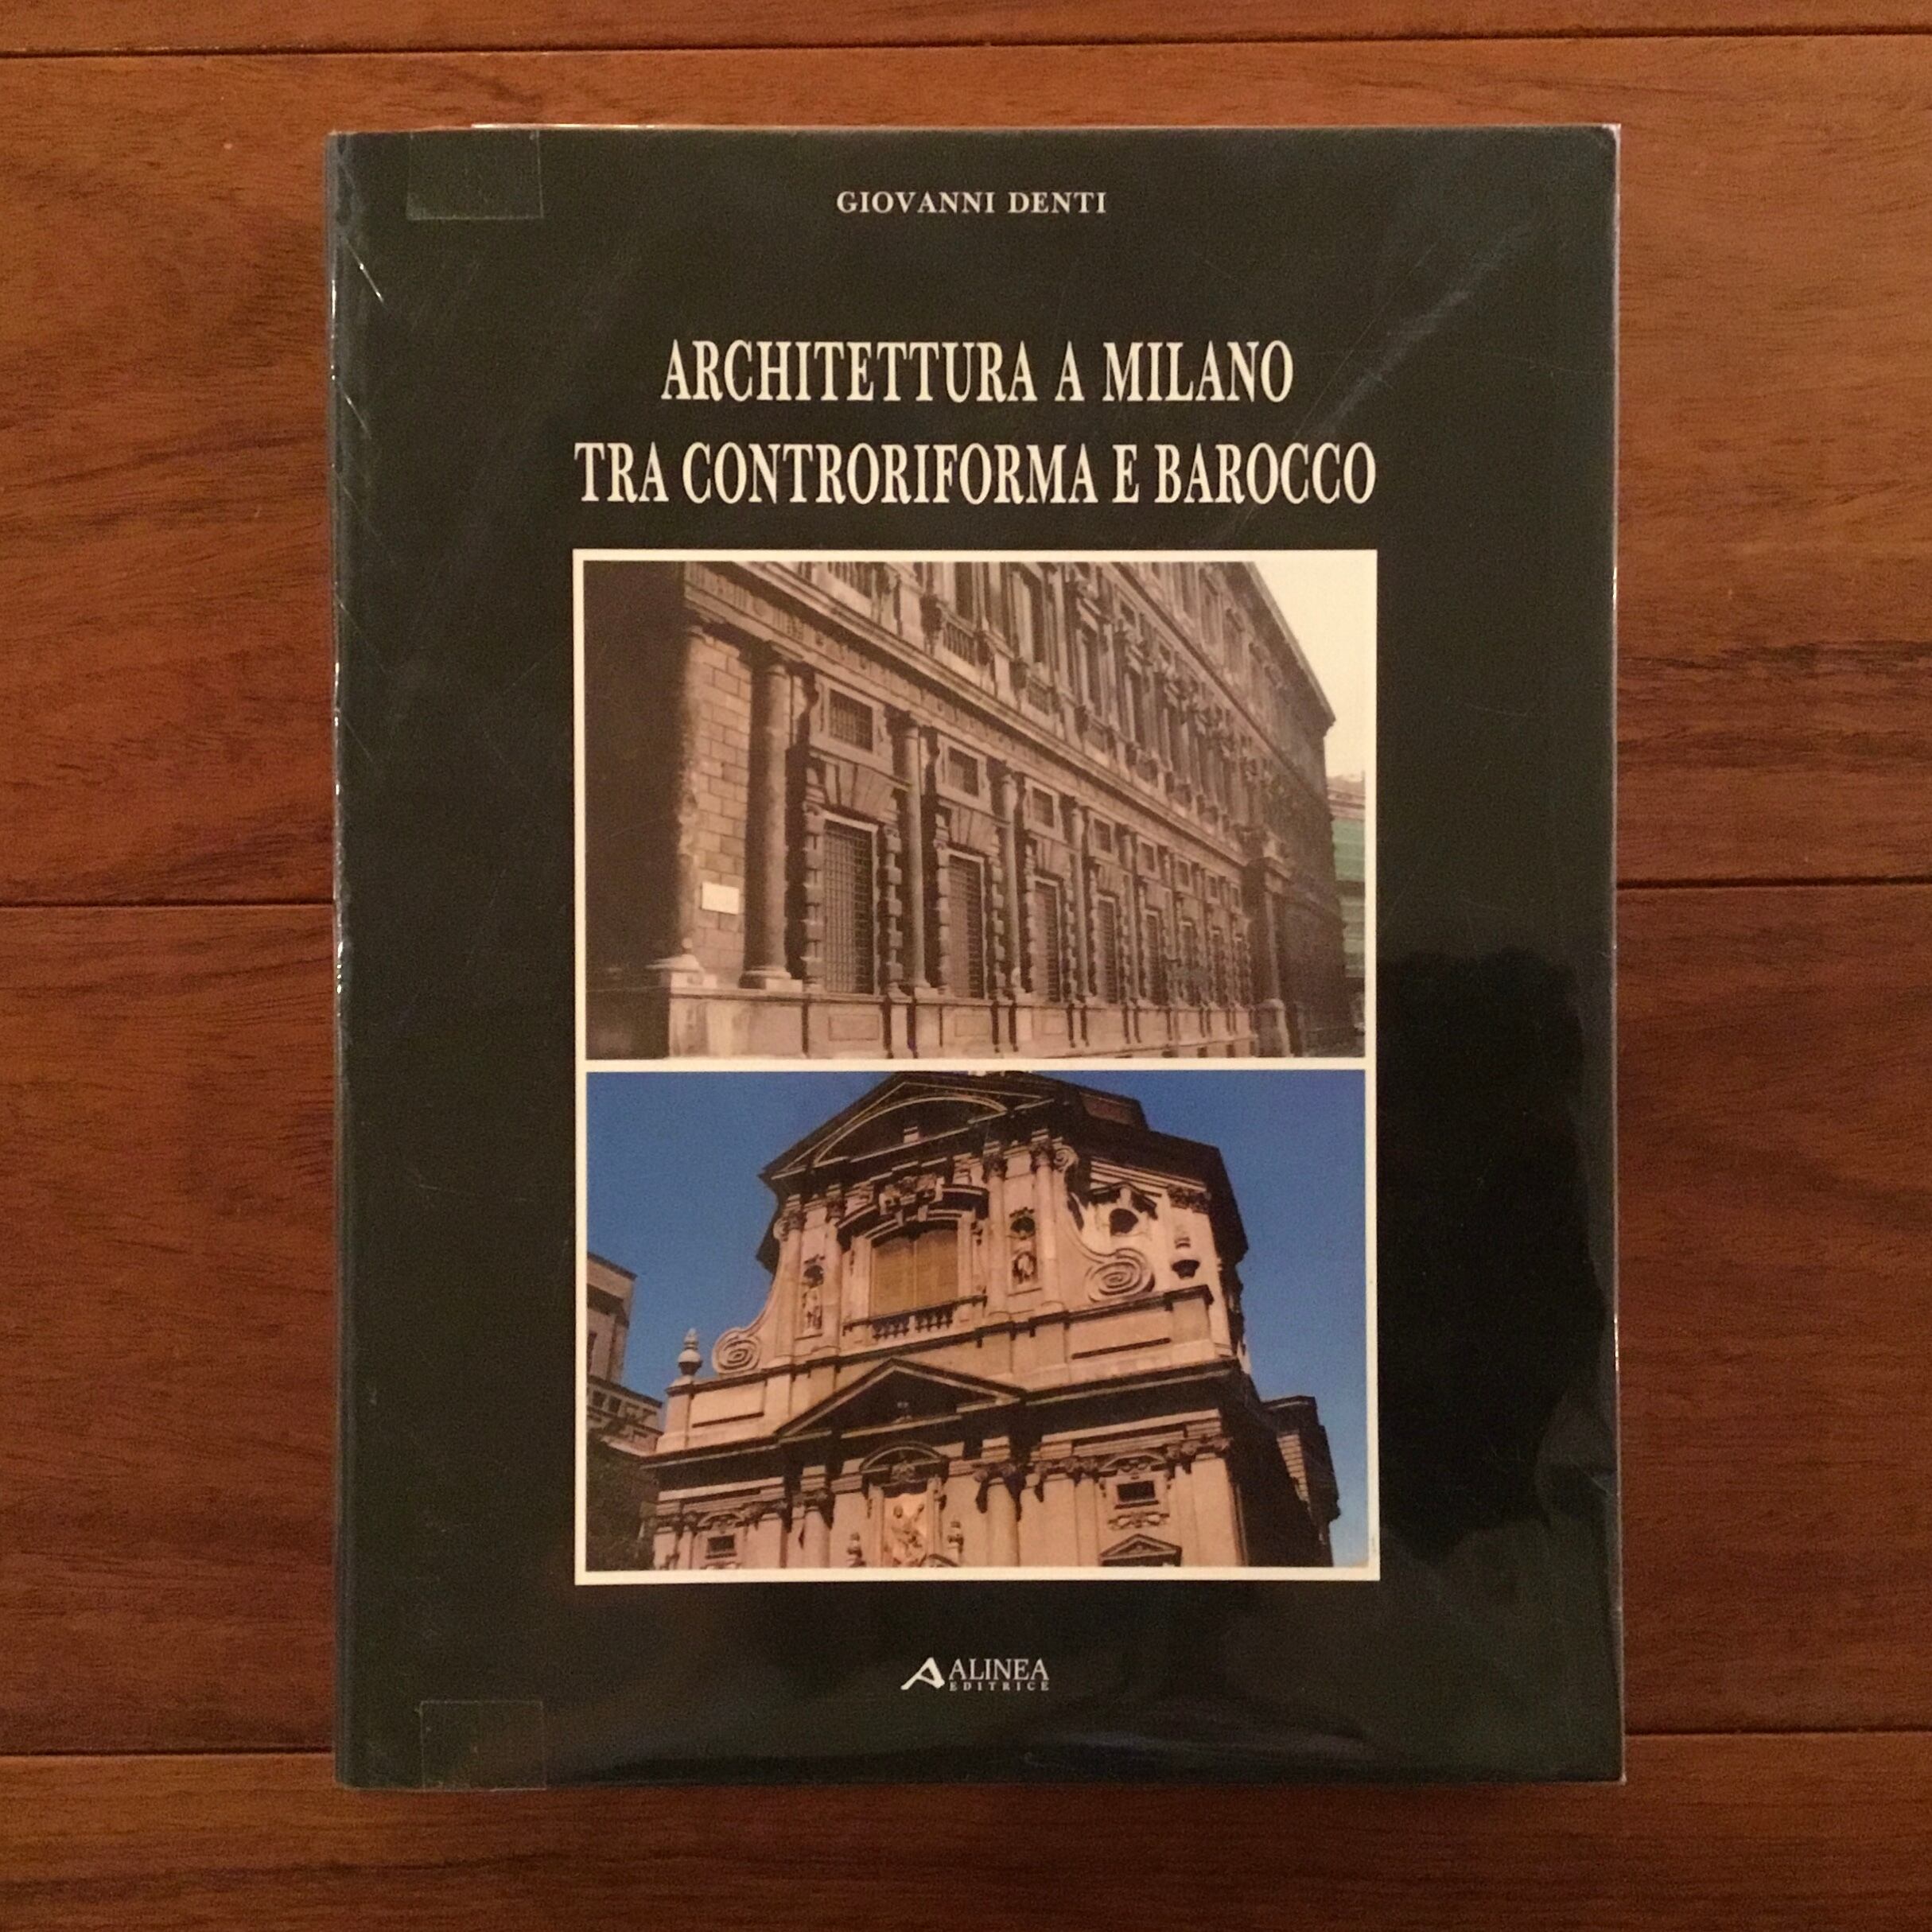 GIOVANNI DENTI
ARCHITETTURA A MILANO
TRA CONTRORIFORMA E BAROCCO
ALINEA
EDITRICE